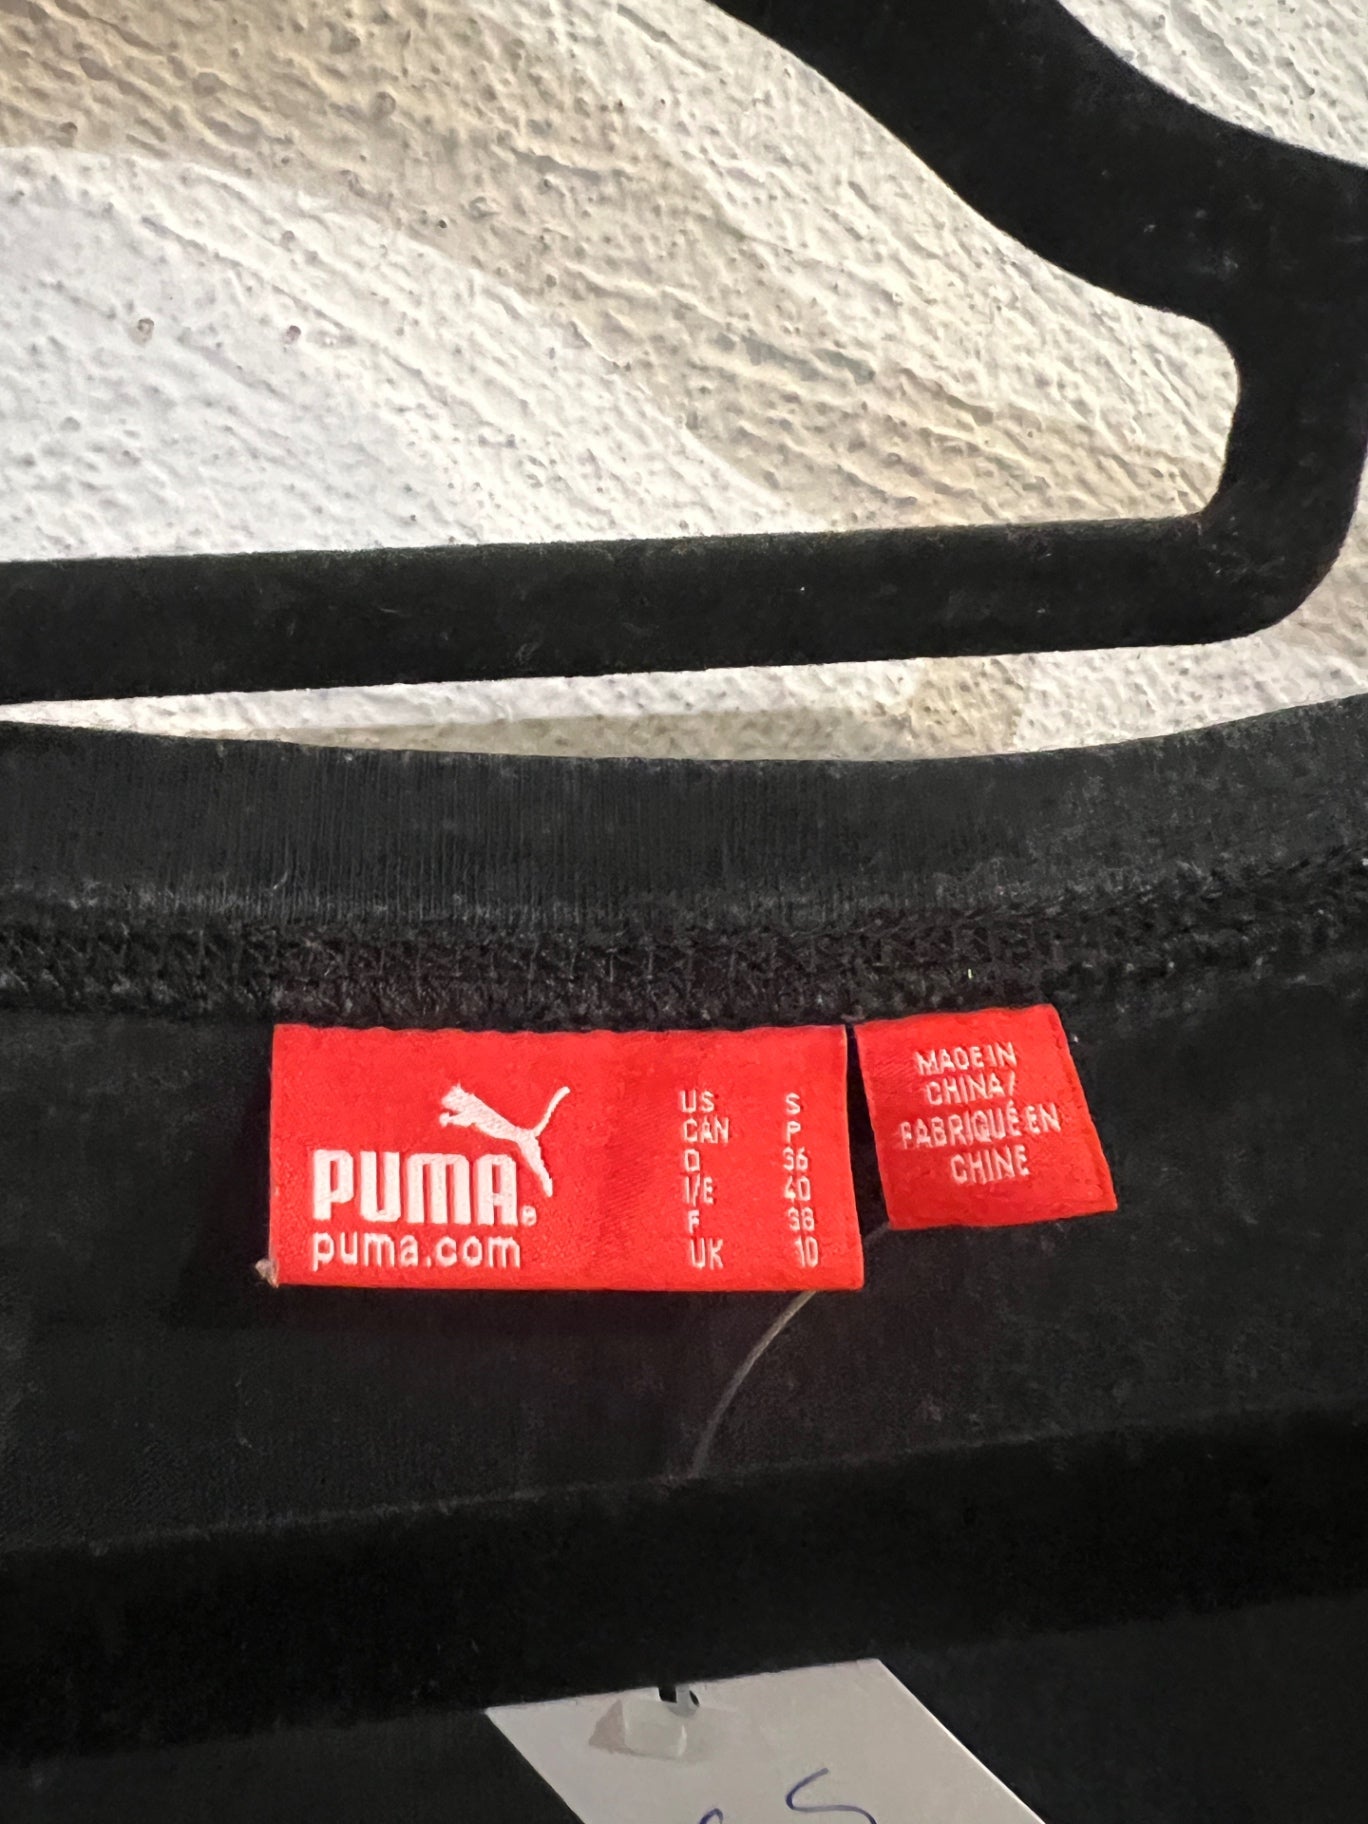 PUMA®
puma.com
US S
CAN P
D 36
I/E 40
F 38
UK 10
MADE IN
CHINA/
FABRIQUÉ EN
CHINE